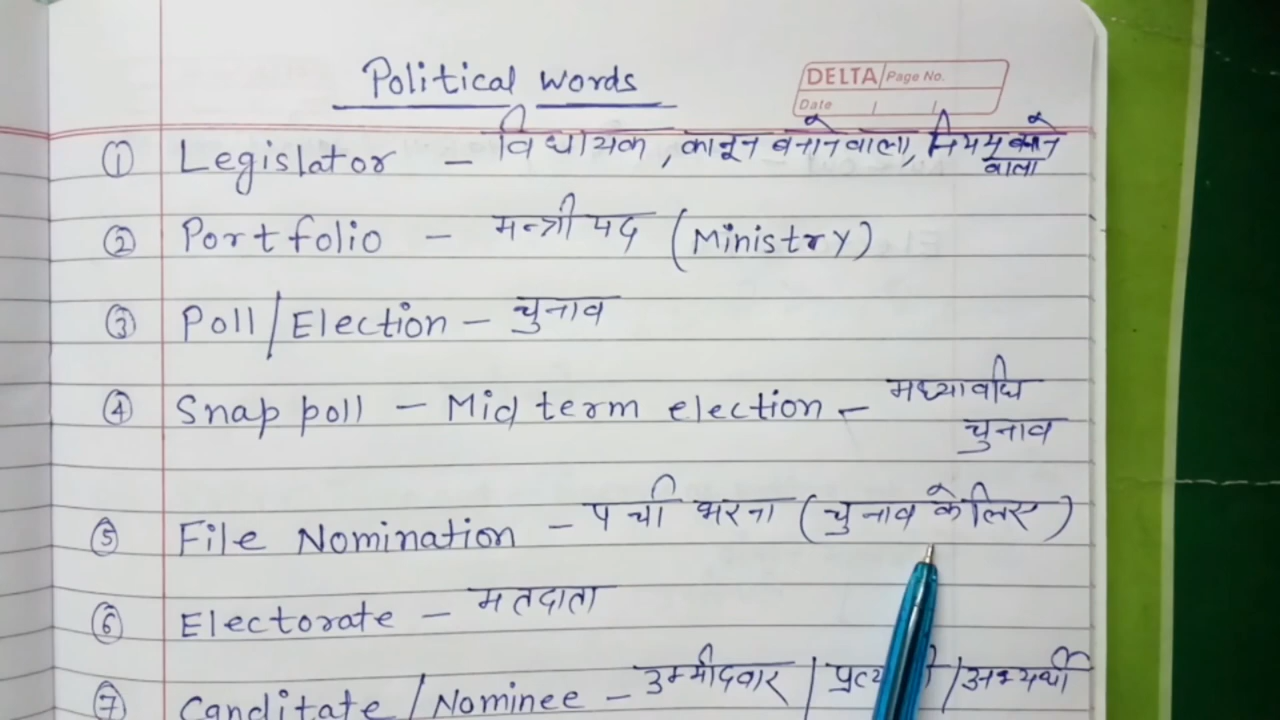 Political words
DELTA Page No.
Date
① Legislator – विधायक, कानून बनानेवाला, नियम बनाने
वाला
② Portfolio – मन्त्री पद (Ministry)
③ Poll/Election – चुनाव
④ Snap poll – Mid term election – मध्यावधि
चुनाव
⑤ File Nomination – पर्चा भरना (चुनाव के लिए)
⑥ Electorate – मतदाता
⑦ Canditate/Nominee – उम्मीदवार / / अभ्यर्थी